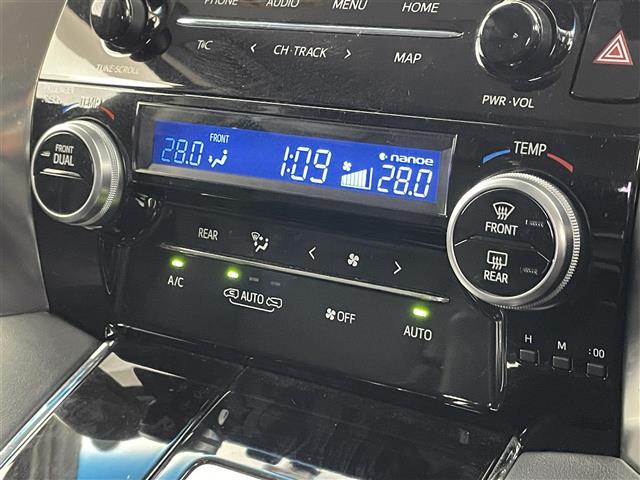 PHONE AUDIO MENU HOME
T/C < CH·TRACK > MAP
TUNE·SCROLL
PWR·VOL
PASSENGER
TEMP
FRONT
28.0 1:09 nanoe 28.0
TEMP
FRONT
DUAL
FRONT
REAR
REAR < >
A/C AUTO OFF AUTO
H M :00